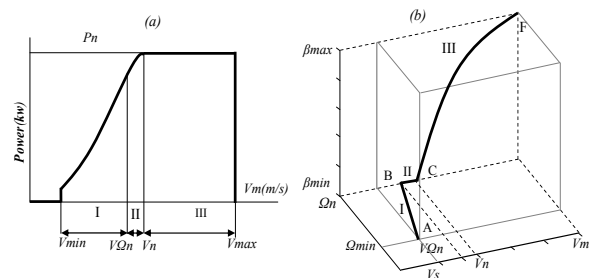 (a)
Pn
Power(kw)
Vm(m/s)
I
II
III
Vmin
VΩn
Vn
Vmax
(b)
βmax
III
F
B
II
C
βmin
Ωn
I
A
Ωmin
VΩn
Vn
Vs
Vm